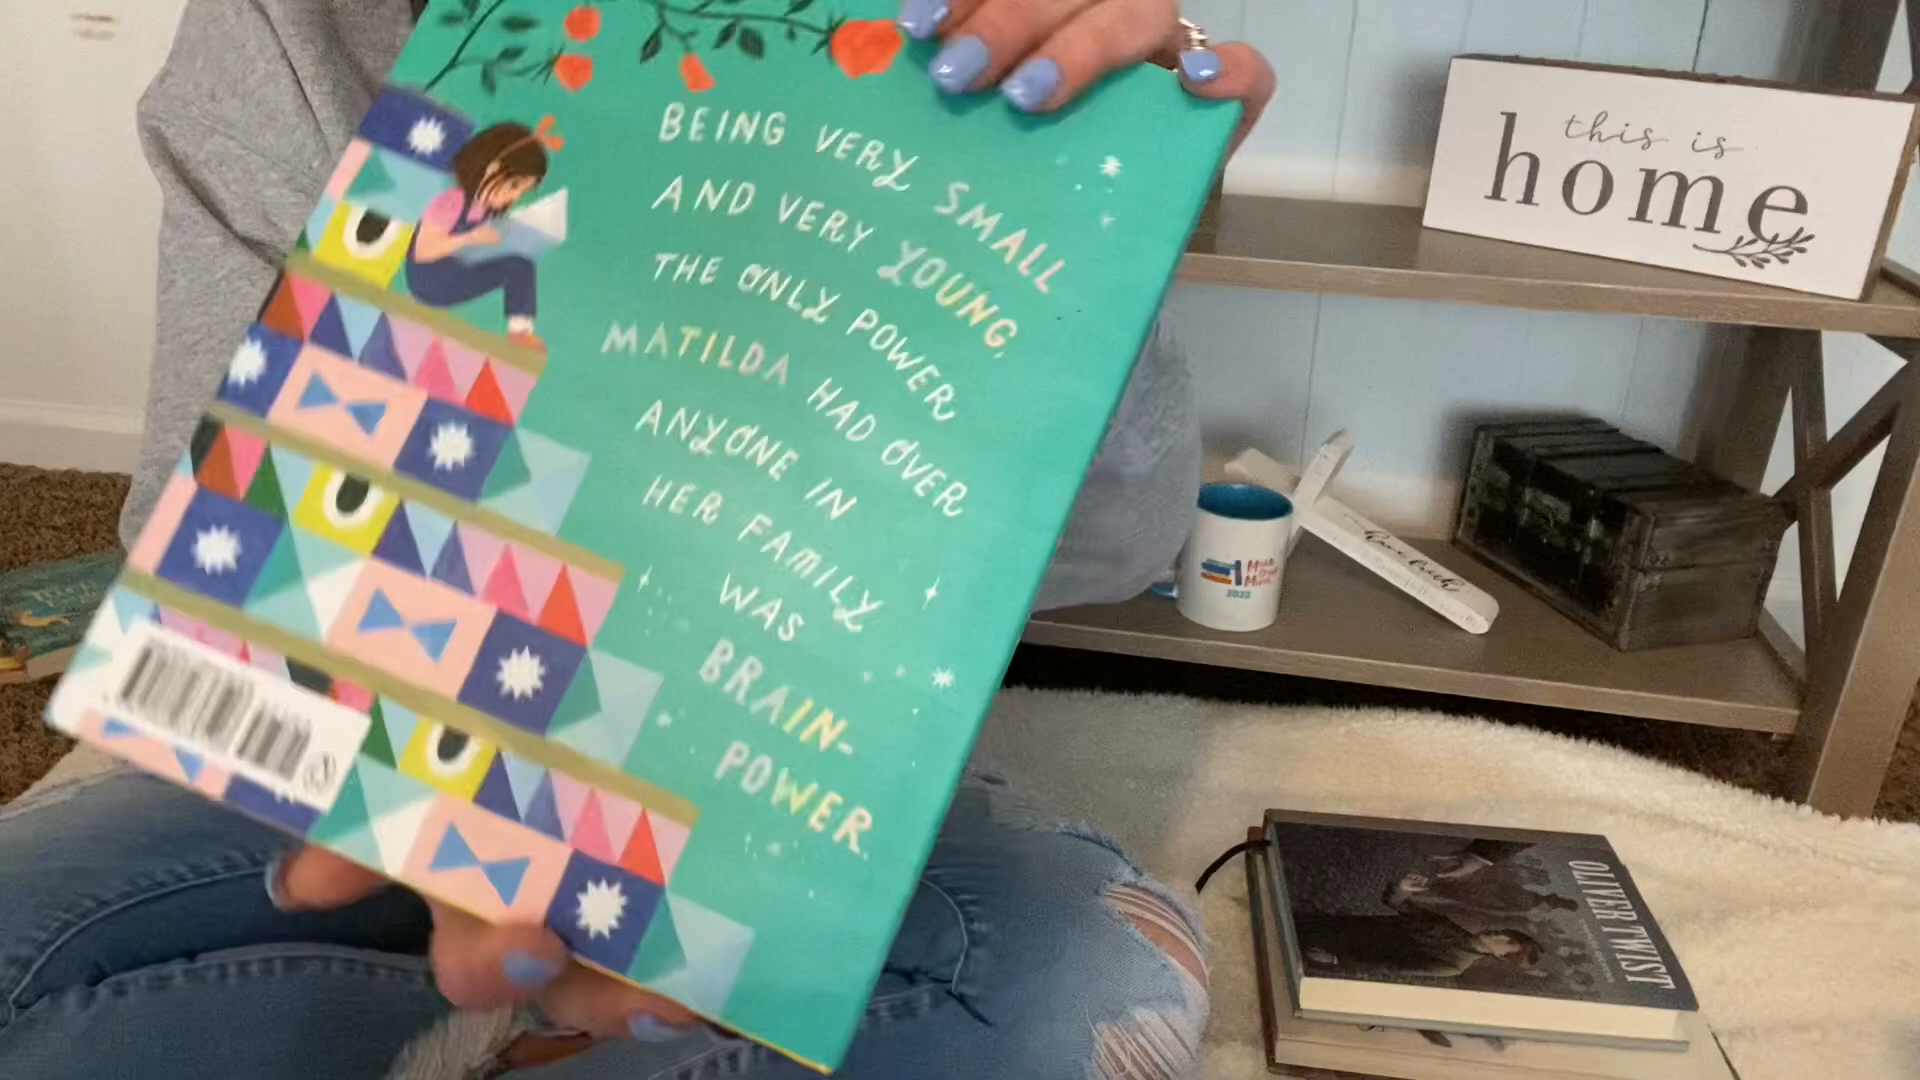 BEING VERY SMALL
AND VERY YOUNG,
THE ONLY POWER
MATILDA HAD OVER
ANYONE IN
HER FAMILY
WAS
BRAIN-
POWER.
this is
home
2022
OLIVER TWIST